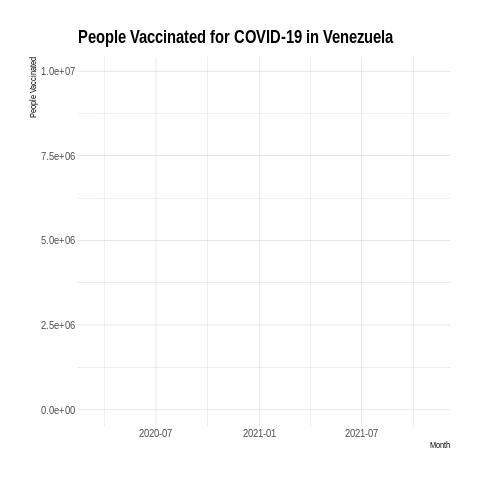 People Vaccinated for COVID-19 in Venezuela
People Vaccinated
1.0e+07
7.5e+06
5.0e+06
2.5e+06
0.0e+00
2020-07 2021-01 2021-07
Month